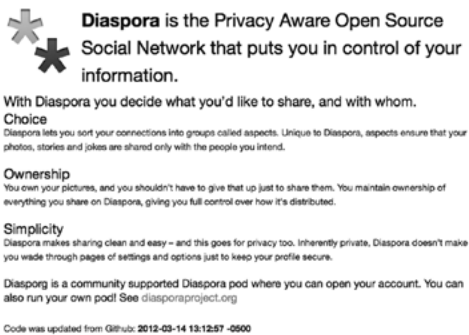 Diaspora is the Privacy Aware Open Source
Social Network that puts you in control of your
information.
With Diaspora you decide what you'd like to share, and with whom.
Choice
Diaspora lets you sort your connections into groups called aspects. Unique to Diaspora, aspects ensure that your
photos, stories and jokes are shared only with the people you intend.
Ownership
You own your pictures, and you shouldn't have to give that up just to share them. You maintain ownership of
everything you share on Diaspora, giving you full control over how it's distributed.
Simplicity
Diaspora makes sharing clean and easy – and this goes for privacy too. Inherently private, Diaspora doesn't make
you wade through pages of settings and options just to keep your profile secure.
Diasporg is a community supported Diaspora pod where you can open your account. You can
also run your own pod! See diasporaproject.org
Code was updated from Github: 2012-03-14 13:12:57 -0500